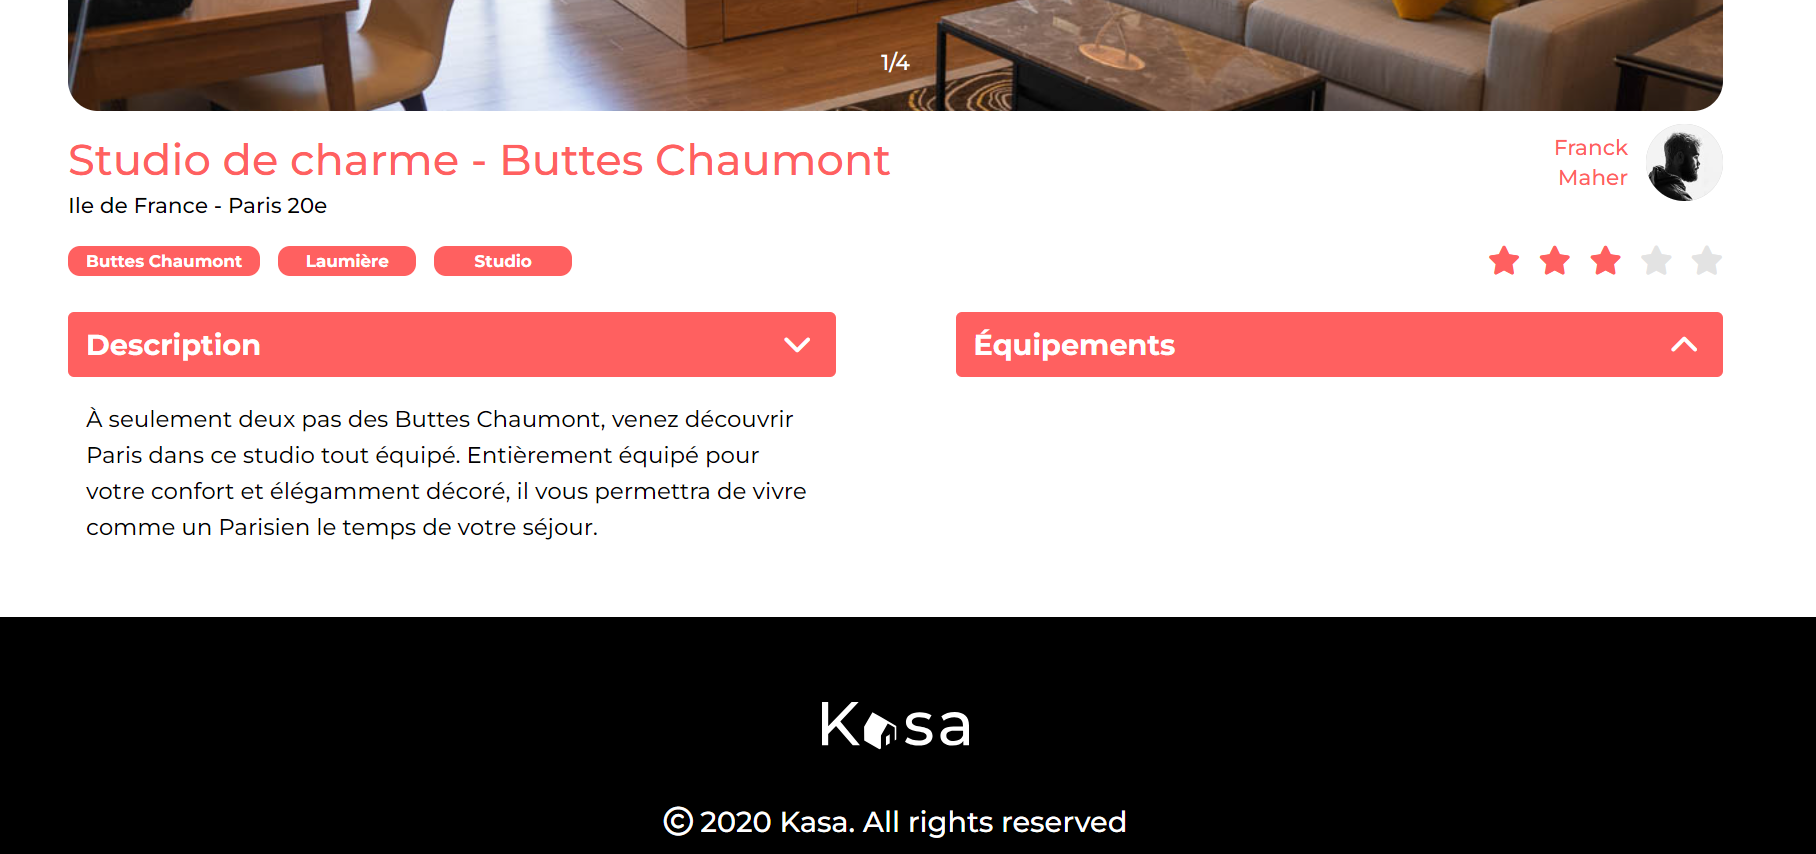 1/4
Studio de charme - Buttes Chaumont
Ile de France - Paris 20e
Franck
Maher
Buttes Chaumont
Laumière
Studio
Description
À seulement deux pas des Buttes Chaumont, venez découvrir
Paris dans ce studio tout équipé. Entièrement équipé pour
votre confort et élégamment décoré, il vous permettra de vivre
comme un Parisien le temps de votre séjour.
Équipements
Kasa
© 2020 Kasa. All rights reserved